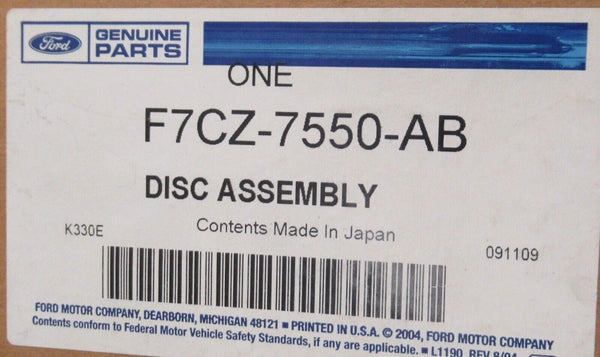 Ford
GENUINE
PARTS
ONE
F7CZ-7550-AB
DISC ASSEMBLY
Contents Made In Japan
K330E
091109
FORD MOTOR COMPANY, DEARBORN, MICHIGAN 48121 ■ PRINTED IN U.S.A. © 2004, FORD MOTOR COMPANY
Contents conform to Federal Motor Vehicle Safety Standards, if any are applicable. ■ L1190 REV 8/04